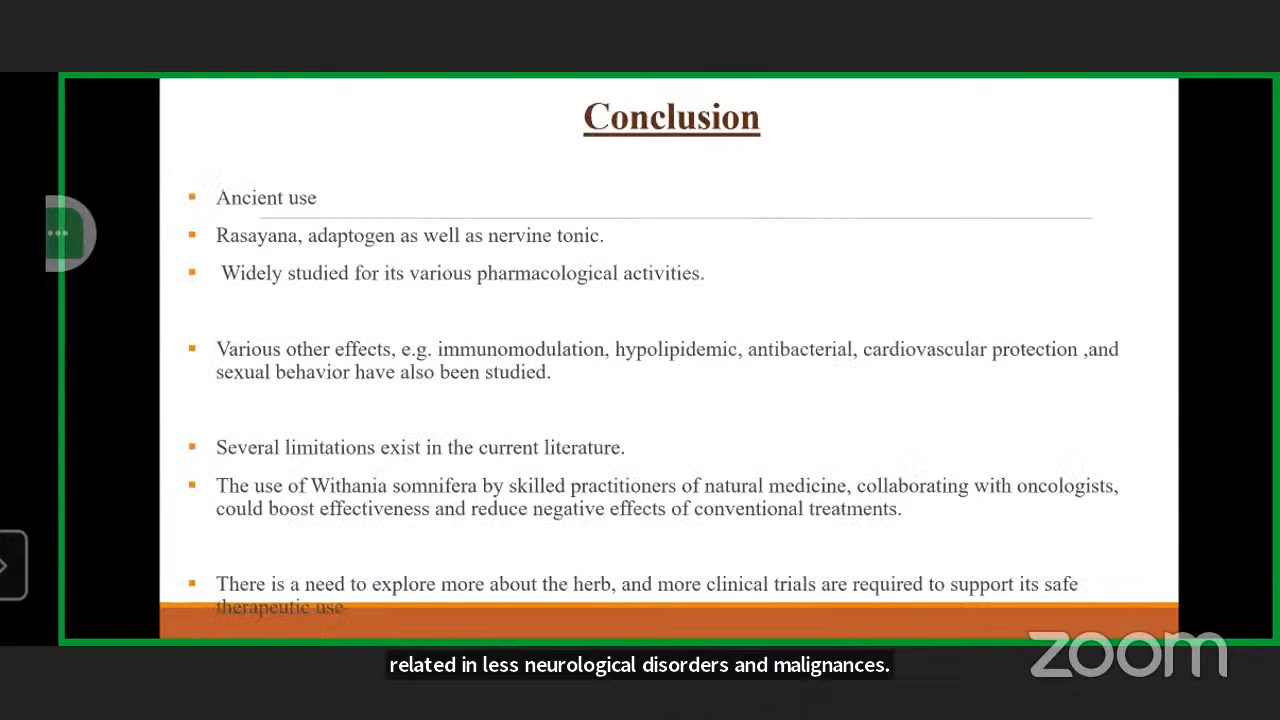 Conclusion
Ancient use
Rasayana, adaptogen as well as nervine tonic.
Widely studied for its various pharmacological activities.
Various other effects, e.g. immunomodulation, hypolipidemic, antibacterial, cardiovascular protection ,and
sexual behavior have also been studied.
Several limitations exist in the current literature.
The use of Withania somnifera by skilled practitioners of natural medicine, collaborating with oncologists,
could boost effectiveness and reduce negative effects of conventional treatments.
There is a need to explore more about the herb, and more clinical trials are required to support its safe
therapeutic use
related in less neurological disorders and malignances.
zoom